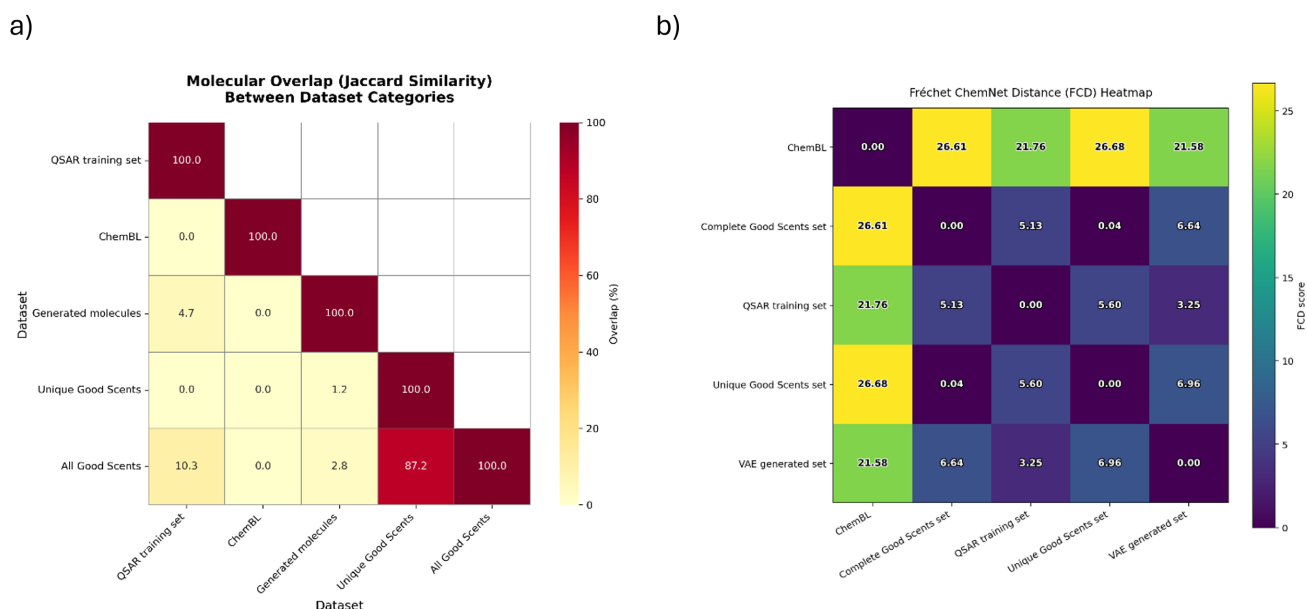 a)
Molecular Overlap (Jaccard Similarity)
Between Dataset Categories
QSAR training set
ChemBL
Generated molecules
Unique Good Scents
All Good Scents
Dataset
100.0
0.0 100.0
4.7 0.0 100.0
0.0 0.0 1.2 100.0
10.3 0.0 2.8 87.2 100.0
QSAR training set
ChemBL
Generated molecules
Unique Good Scents
All Good Scents
Dataset
100
80
60
40
20
0
Overlap (%)
b)
Fréchet ChemNet Distance (FCD) Heatmap
ChemBL
Complete Good Scents set
QSAR training set
Unique Good Scents set
VAE generated set
0.00 26.61 21.76 26.68 21.58
26.61 0.00 5.13 0.04 6.64
21.76 5.13 0.00 5.60 3.25
26.68 0.04 5.60 0.00 6.96
21.58 6.64 3.25 6.96 0.00
ChemBL
Complete Good Scents set
QSAR training set
Unique Good Scents set
VAE generated set
25
20
15
10
5
0
FCD score